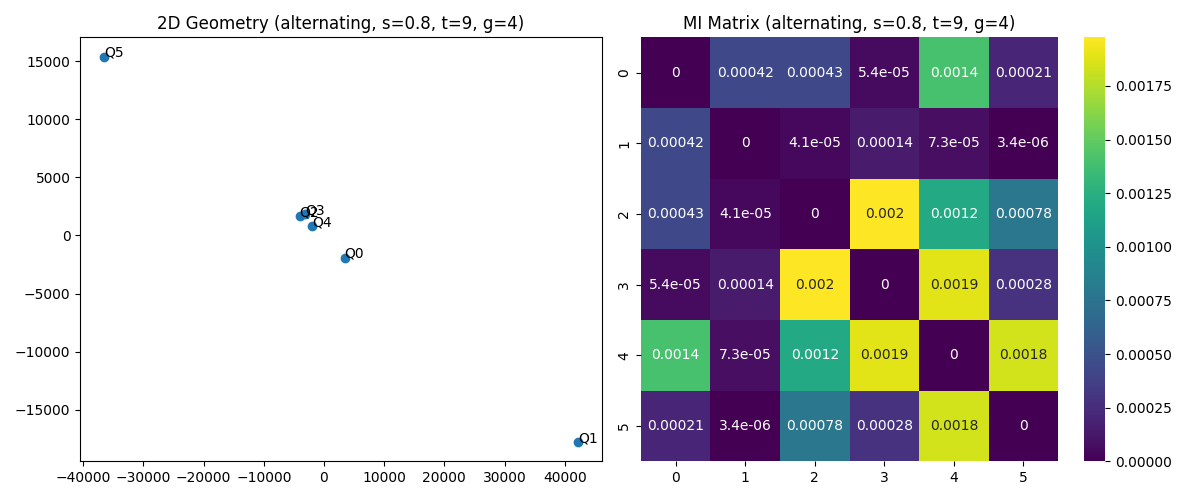 2D Geometry (alternating, s=0.8, t=9, g=4)
15000
10000
5000
0
−5000
−10000
−15000
−40000 −30000 −20000 −10000 0 10000 20000 30000 40000
Q5
Q3
Q2
Q4
Q0
Q1
MI Matrix (alternating, s=0.8, t=9, g=4)
0 0 0.00042 0.00043 5.4e-05 0.0014 0.00021
1 0.00042 0 4.1e-05 0.00014 7.3e-05 3.4e-06
2 0.00043 4.1e-05 0 0.002 0.0012 0.00078
3 5.4e-05 0.00014 0.002 0 0.0019 0.00028
4 0.0014 7.3e-05 0.0012 0.0019 0 0.0018
5 0.00021 3.4e-06 0.00078 0.00028 0.0018 0
0 1 2 3 4 5
0.00175
0.00150
0.00125
0.00100
0.00075
0.00050
0.00025
0.00000